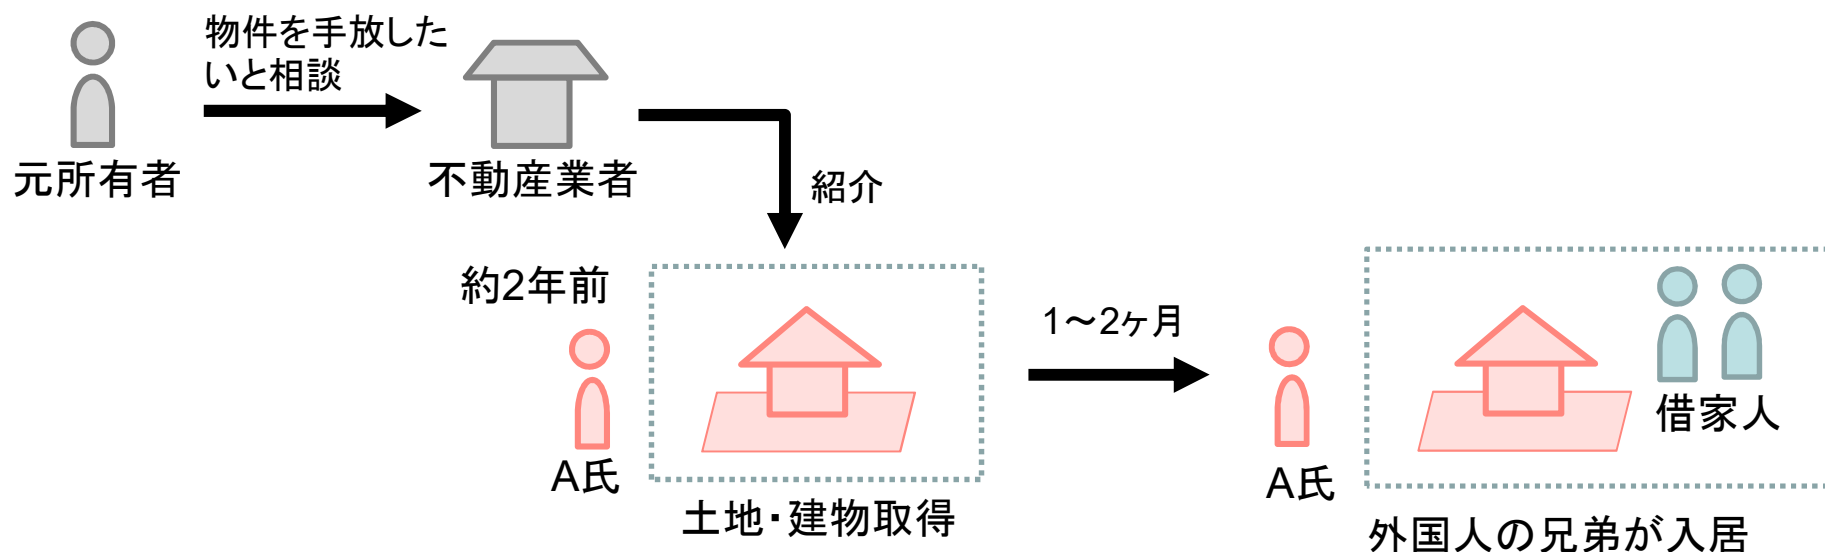 物件を手放した
いと相談
元所有者
不動産業者
紹介
約2年前
A氏
土地・建物取得
1～2ヶ月
A氏
借家人
外国人の兄弟が入居